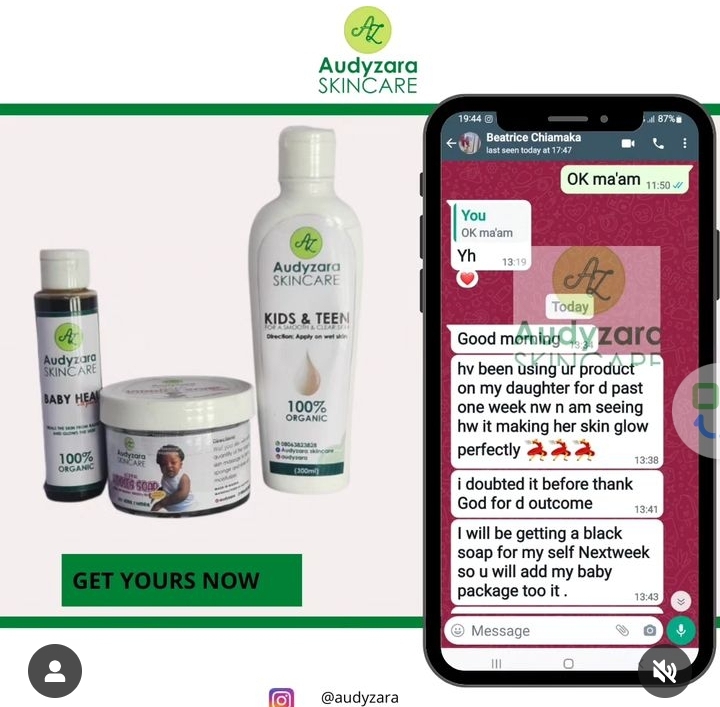 Audyzara
SKINCARE
Audyzara
SKINCARE
BABY HEAL
100%
ORGANIC
Audyzara
SKINCARE
100%
Audyzara
SKINCARE
KIDS & TEEN
FOR A SMOOTH & CLEAR SKIN
Direction: Apply on wet skin
100%
ORGANIC
08063823828
Audyzara skincare
audyzara
(300ml)
GET YOURS NOW
19:44
87%
Beatrice Chiamaka
last seen today at 17:47
OK ma'am 11:50
You
OK ma'am
Yh 13:19
Today
Audyzara
Good morning
hv been using ur product
on my daughter for d past
one week nw n am seeing
hw it making her skin glow
perfectly 💃💃💃
13:38
i doubted it before thank
God for d outcome
13:41
I will be getting a black
soap for my self Nextweek
so u will add my baby
package too it .
13:43
Message
@audyzara